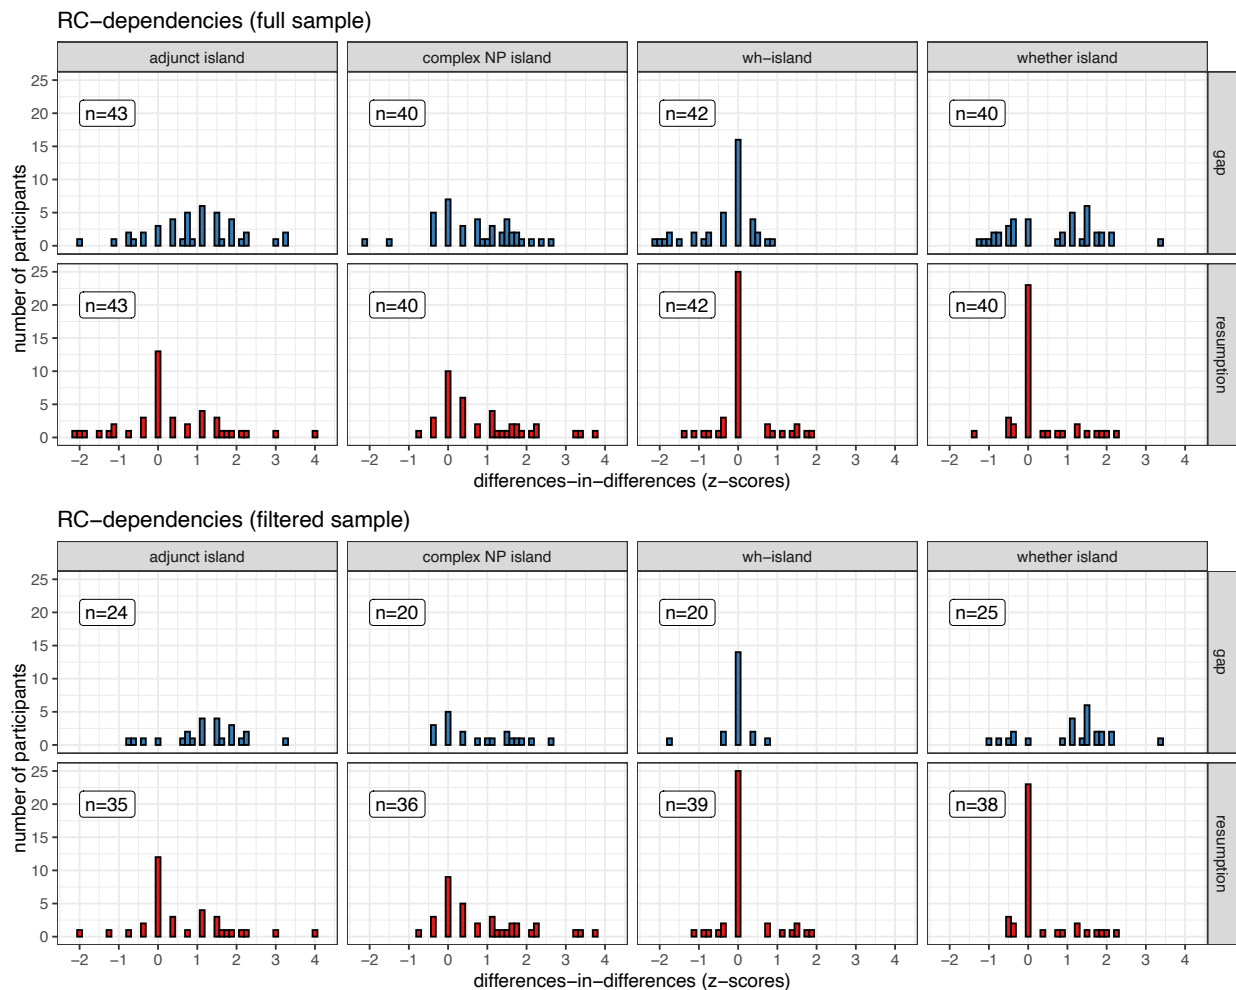 RC−dependencies (full sample)
adjunct island
complex NP island
wh−island
whether island
number of participants
25
20
15
10
5
0
n=43
n=40
n=42
n=40
gap
25
20
15
10
5
0
n=43
n=40
n=42
n=40
resumption
−2 −1 0 1 2 3 4
−2 −1 0 1 2 3 4
−2 −1 0 1 2 3 4
−2 −1 0 1 2 3 4
differences−in−differences (z−scores)
RC−dependencies (filtered sample)
adjunct island
complex NP island
wh−island
whether island
number of participants
25
20
15
10
5
0
n=24
n=20
n=20
n=25
gap
25
20
15
10
5
0
n=35
n=36
n=39
n=38
resumption
−2 −1 0 1 2 3 4
−2 −1 0 1 2 3 4
−2 −1 0 1 2 3 4
−2 −1 0 1 2 3 4
differences−in−differences (z−scores)